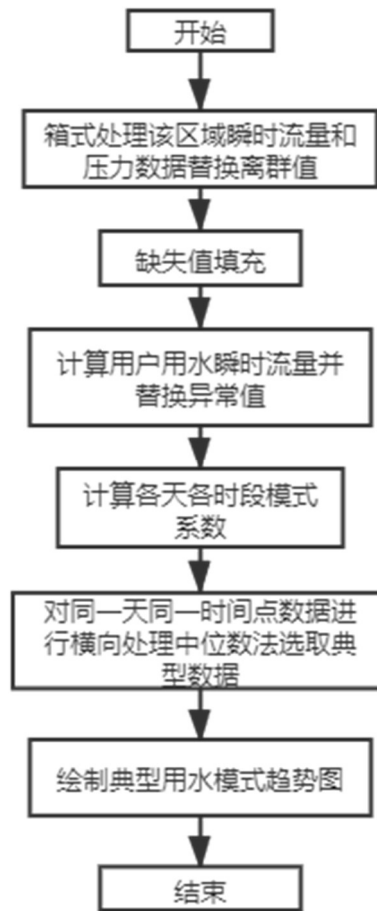 开始
箱式处理该区域瞬时流量和
压力数据替换离群值
缺失值填充
计算用户用水瞬时流量并
替换异常值
计算各天各时段模式
系数
对同一天同一时间点数据进
行横向处理中位数法选取典
型数据
绘制典型用水模式趋势图
结束